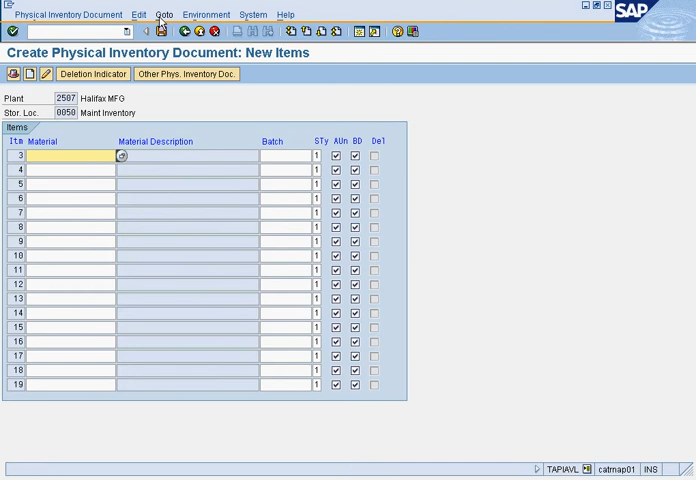 Physical Inventory Document Edit Goto Environment System Help
SAP
Create Physical Inventory Document: New Items
Deletion Indicator Other Phys. Inventory Doc.
Plant 2507 Halifax MFG
Stor. Loc. 0050 Maint Inventory
Items
Itm Material Material Description Batch STy AUn BD Del
3 1
4 1
5 1
6 1
7 1
8 1
9 1
10 1
11 1
12 1
13 1
14 1
15 1
16 1
17 1
18 1
19 1
TAPIAVL catrnap01 INS